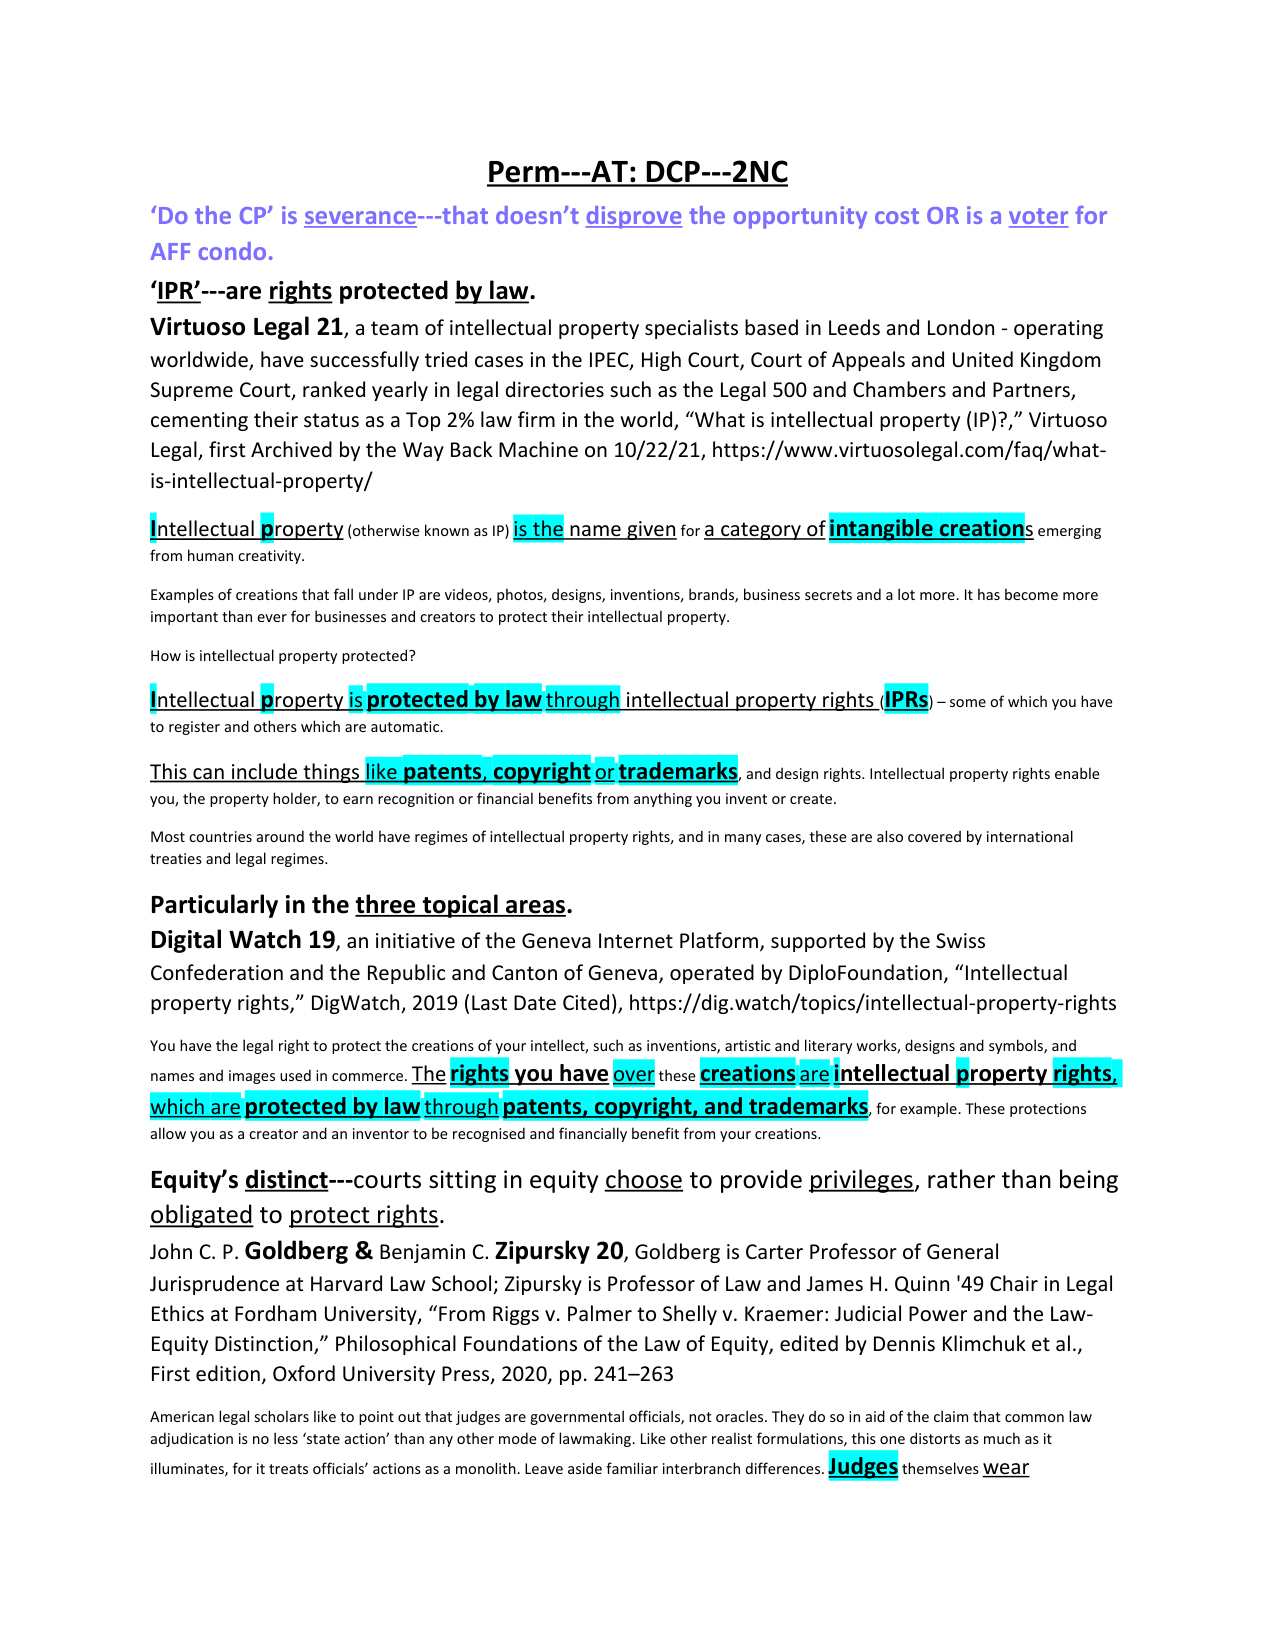 Perm---AT: DCP---2NC
‘Do the CP’ is severance---that doesn’t disprove the opportunity cost OR is a voter for
AFF condo.
‘IPR’---are rights protected by law.
Virtuoso Legal 21, a team of intellectual property specialists based in Leeds and London - operating
worldwide, have successfully tried cases in the IPEC, High Court, Court of Appeals and United Kingdom
Supreme Court, ranked yearly in legal directories such as the Legal 500 and Chambers and Partners,
cementing their status as a Top 2% law firm in the world, “What is intellectual property (IP)?,” Virtuoso
Legal, first Archived by the Way Back Machine on 10/22/21, https://www.virtuosolegal.com/faq/what-
is-intellectual-property/
Intellectual property (otherwise known as IP) is the name given for a category of intangible creations emerging
from human creativity.
Examples of creations that fall under IP are videos, photos, designs, inventions, brands, business secrets and a lot more. It has become more
important than ever for businesses and creators to protect their intellectual property.
How is intellectual property protected?
Intellectual property is protected by law through intellectual property rights (IPRs) – some of which you have
to register and others which are automatic.
This can include things like patents, copyright or trademarks, and design rights. Intellectual property rights enable
you, the property holder, to earn recognition or financial benefits from anything you invent or create.
Most countries around the world have regimes of intellectual property rights, and in many cases, these are also covered by international
treaties and legal regimes.
Particularly in the three topical areas.
Digital Watch 19, an initiative of the Geneva Internet Platform, supported by the Swiss
Confederation and the Republic and Canton of Geneva, operated by DiploFoundation, “Intellectual
property rights,” DigWatch, 2019 (Last Date Cited), https://dig.watch/topics/intellectual-property-rights
You have the legal right to protect the creations of your intellect, such as inventions, artistic and literary works, designs and symbols, and
names and images used in commerce. The rights you have over these creations are intellectual property rights,
which are protected by law through patents, copyright, and trademarks, for example. These protections
allow you as a creator and an inventor to be recognised and financially benefit from your creations.
Equity’s distinct---courts sitting in equity choose to provide privileges, rather than being
obligated to protect rights.
John C. P. Goldberg & Benjamin C. Zipursky 20, Goldberg is Carter Professor of General
Jurisprudence at Harvard Law School; Zipursky is Professor of Law and James H. Quinn '49 Chair in Legal
Ethics at Fordham University, “From Riggs v. Palmer to Shelly v. Kraemer: Judicial Power and the Law-
Equity Distinction,” Philosophical Foundations of the Law of Equity, edited by Dennis Klimchuk et al.,
First edition, Oxford University Press, 2020, pp. 241–263
American legal scholars like to point out that judges are governmental officials, not oracles. They do so in aid of the claim that common law
adjudication is no less ‘state action’ than any other mode of lawmaking. Like other realist formulations, this one distorts as much as it
illuminates, for it treats officials’ actions as a monolith. Leave aside familiar interbranch differences. Judges themselves wear